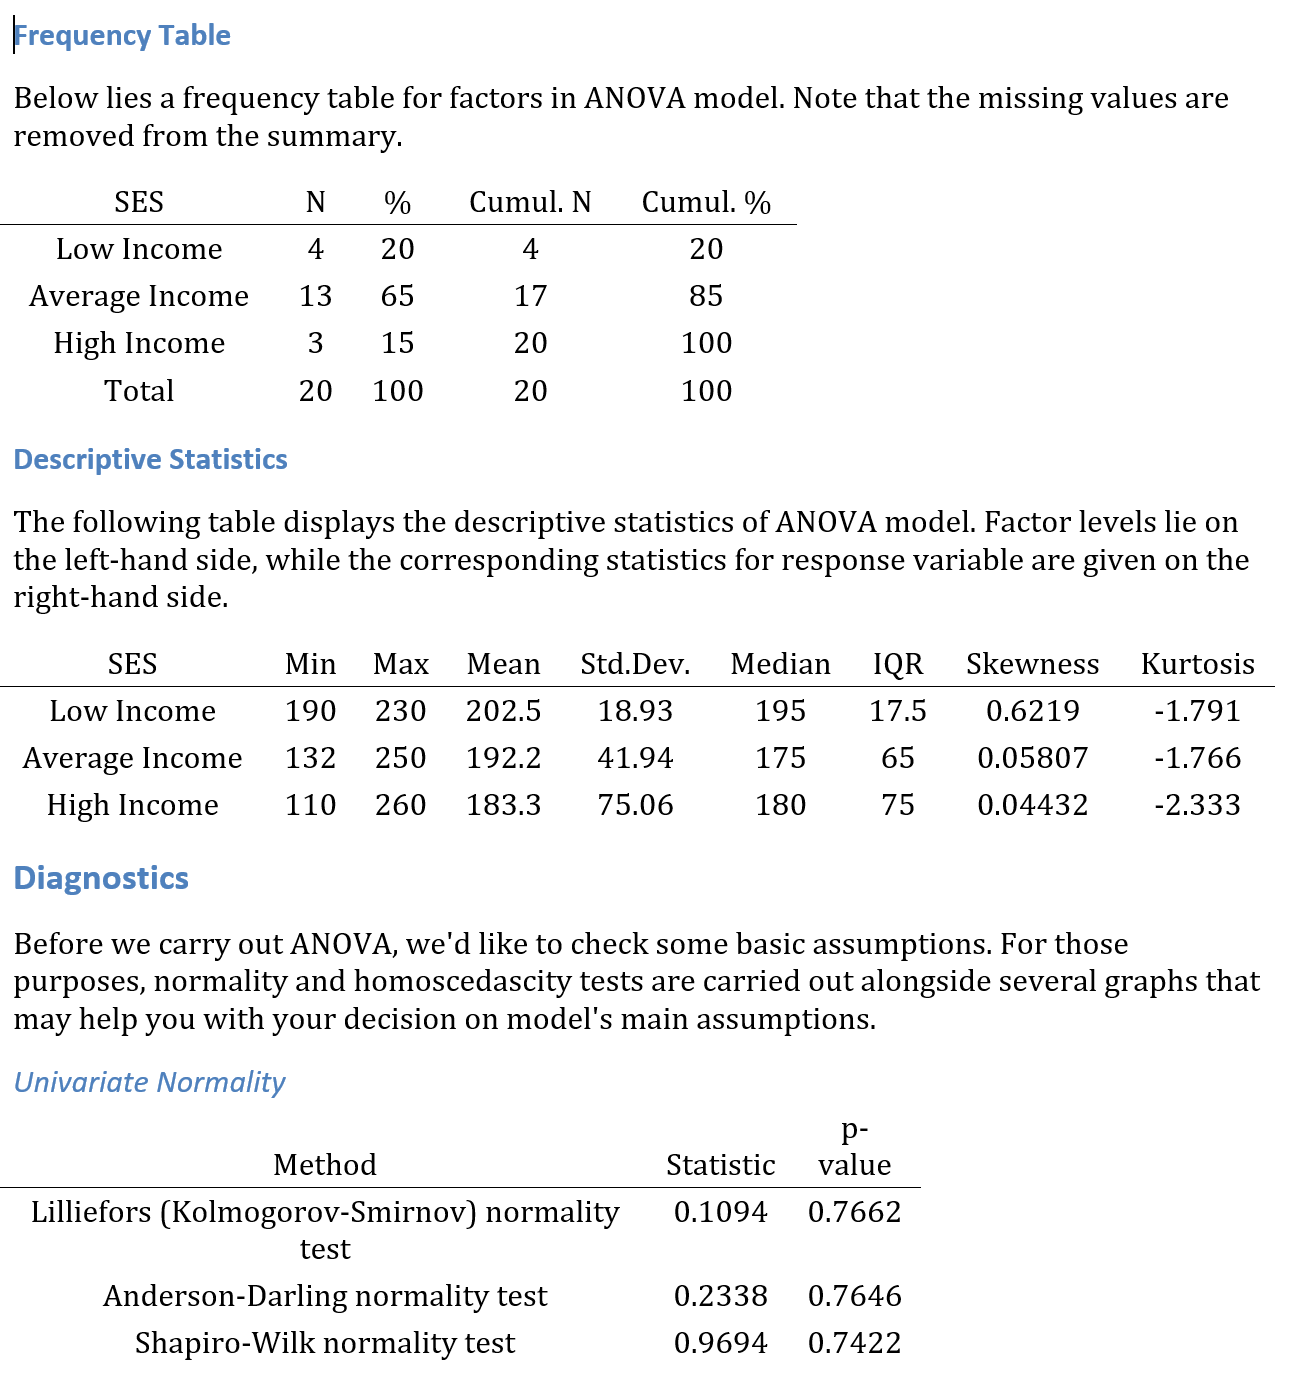 Frequency Table
Below lies a frequency table for factors in ANOVA model. Note that the missing values are
removed from the summary.
SES N % Cumul. N Cumul. %
Low Income 4 20 4 20
Average Income 13 65 17 85
High Income 3 15 20 100
Total 20 100 20 100
Descriptive Statistics
The following table displays the descriptive statistics of ANOVA model. Factor levels lie on
the left-hand side, while the corresponding statistics for response variable are given on the
right-hand side.
SES Min Max Mean Std.Dev. Median IQR Skewness Kurtosis
Low Income 190 230 202.5 18.93 195 17.5 0.6219 -1.791
Average Income 132 250 192.2 41.94 175 65 0.05807 -1.766
High Income 110 260 183.3 75.06 180 75 0.04432 -2.333
Diagnostics
Before we carry out ANOVA, we'd like to check some basic assumptions. For those
purposes, normality and homoscedascity tests are carried out alongside several graphs that
may help you with your decision on model's main assumptions.
Univariate Normality
p-
Method Statistic value
Lilliefors (Kolmogorov-Smirnov) normality 0.1094 0.7662
test
Anderson-Darling normality test 0.2338 0.7646
Shapiro-Wilk normality test 0.9694 0.7422